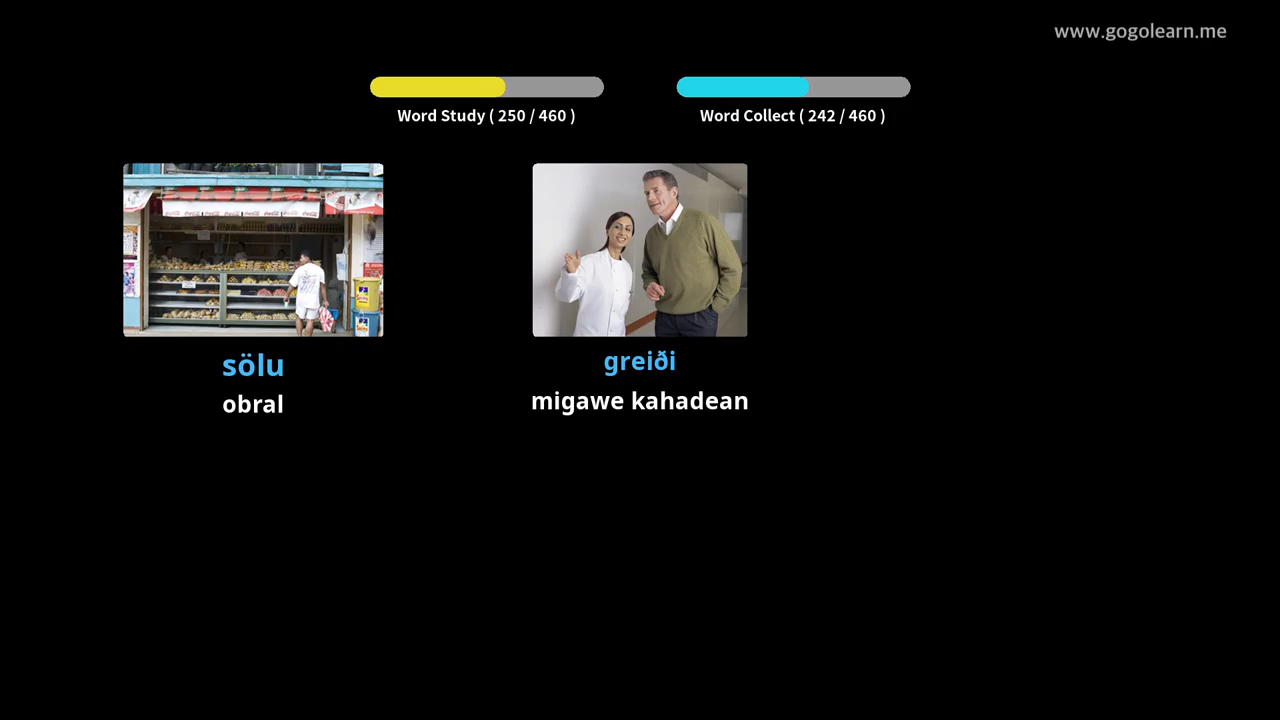 www.gogolearn.me
Word Study ( 250 / 460 )
Word Collect ( 242 / 460 )
sölu
obral
greiði
migawe kahadean